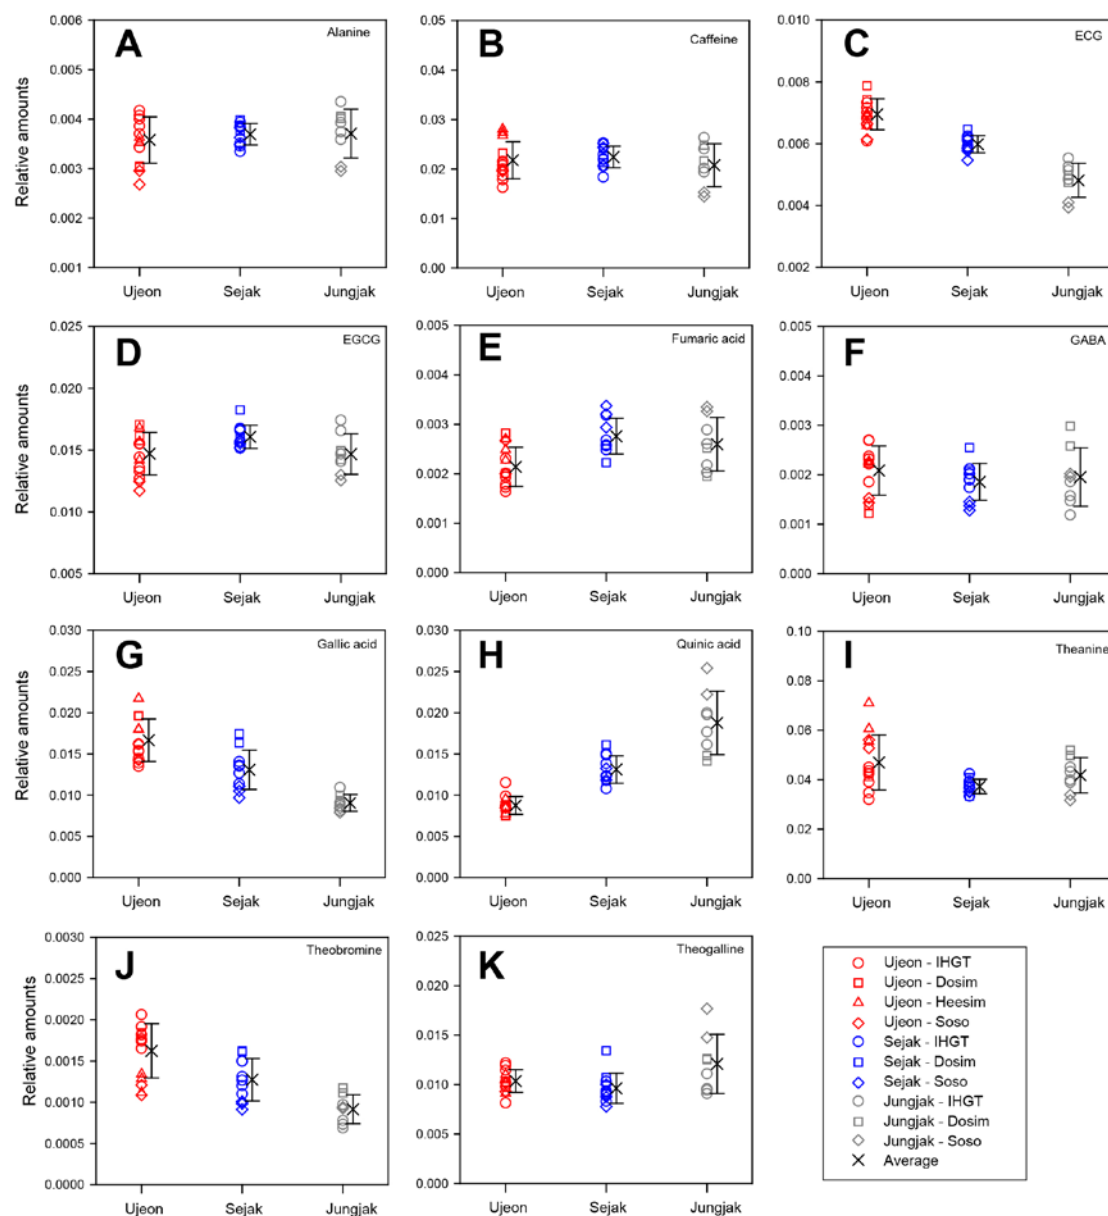 A
Alanine
Relative amounts
0.006
0.005
0.004
0.003
0.002
0.001
Ujeon
Sejak
Jungjak
B
Caffeine
0.05
0.04
0.03
0.02
0.01
0.00
Ujeon
Sejak
Jungjak
C
ECG
0.010
0.008
0.006
0.004
0.002
Ujeon
Sejak
Jungjak
D
EGCG
Relative amounts
0.025
0.020
0.015
0.010
0.005
Ujeon
Sejak
Jungjak
E
Fumaric acid
0.005
0.004
0.003
0.002
0.001
0.000
Ujeon
Sejak
Jungjak
F
GABA
0.005
0.004
0.003
0.002
0.001
0.000
Ujeon
Sejak
Jungjak
G
Gallic acid
Relative amounts
0.030
0.025
0.020
0.015
0.010
0.005
0.000
Ujeon
Sejak
Jungjak
H
Quinic acid
0.030
0.025
0.020
0.015
0.010
0.005
0.000
Ujeon
Sejak
Jungjak
I
Theanine
0.10
0.08
0.06
0.04
0.02
0.00
Ujeon
Sejak
Jungjak
J
Theobromine
Relative amounts
0.0030
0.0025
0.0020
0.0015
0.0010
0.0005
0.0000
Ujeon
Sejak
Jungjak
K
Theogalline
0.025
0.020
0.015
0.010
0.005
0.000
Ujeon
Sejak
Jungjak
Ujeon - IHGT
Ujeon - Dosim
Ujeon - Heesim
Ujeon - Soso
Sejak - IHGT
Sejak - Dosim
Sejak - Soso
Jungjak - IHGT
Jungjak - Dosim
Jungjak - Soso
Average